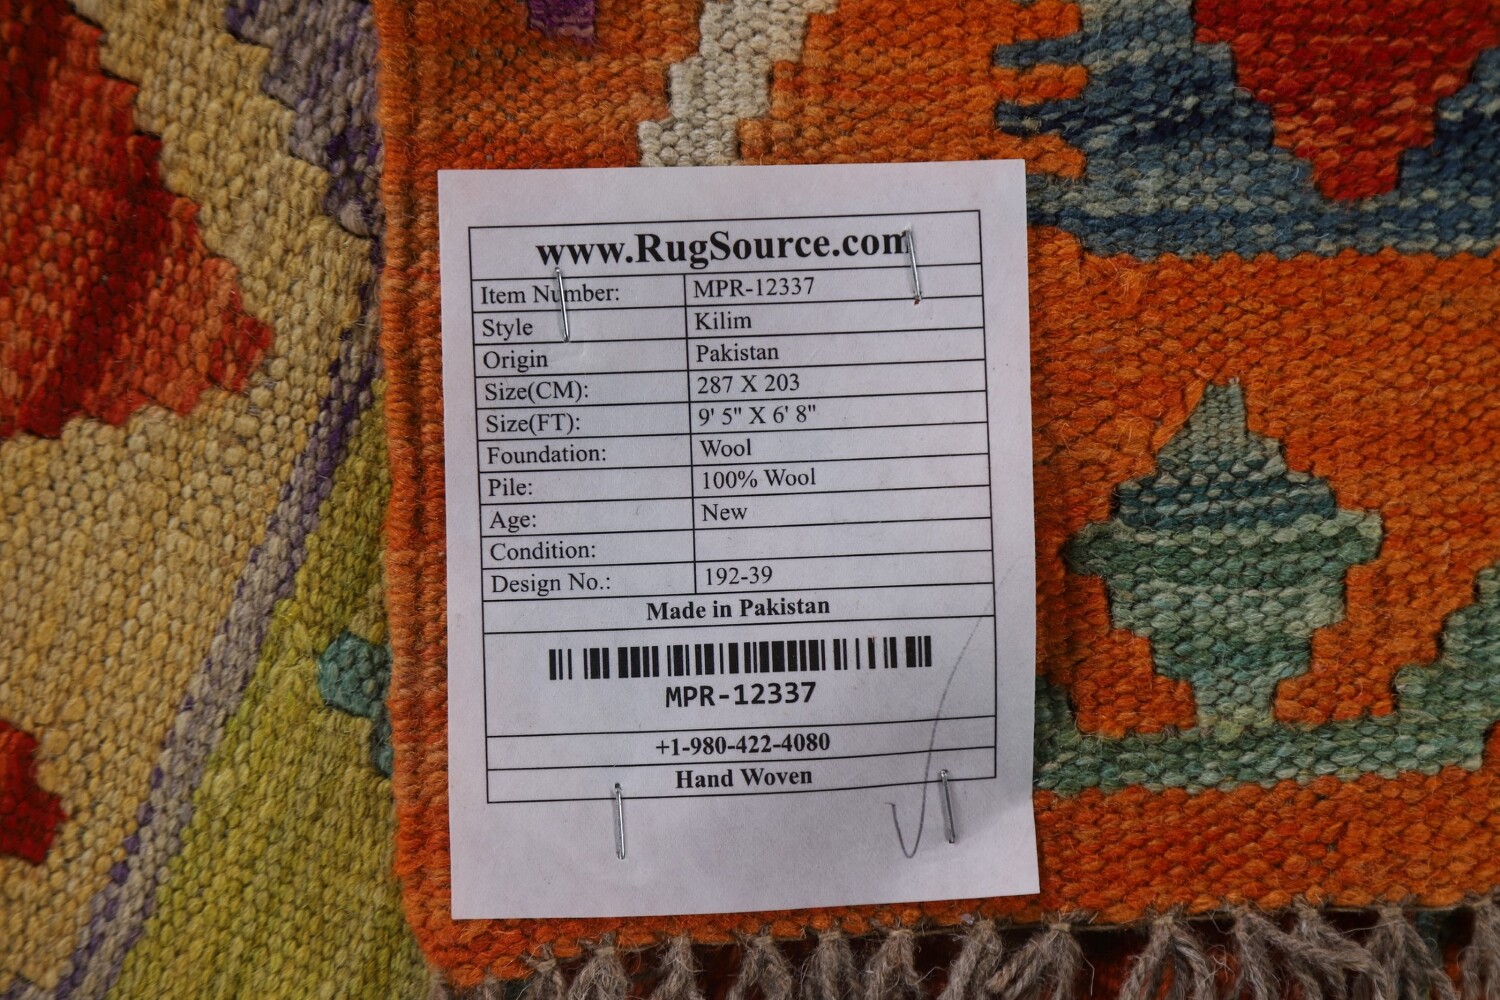 www.RugSource.com
Item Number: MPR-12337
Style Kilim
Origin Pakistan
Size(CM): 287 X 203
Size(FT): 9' 5" X 6' 8"
Foundation: Wool
Pile: 100% Wool
Age: New
Condition:
Design No.: 192-39
Made in Pakistan
MPR-12337
+1-980-422-4080
Hand Woven